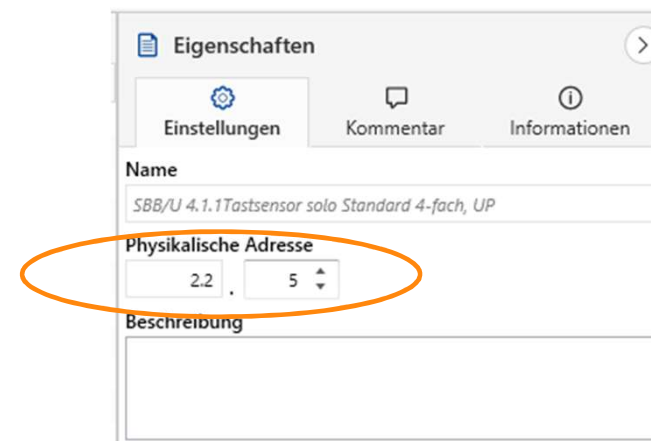 Eigenschaften
Einstellungen Kommentar Informationen
Name
SBB/U 4.1.1Tastsensor solo Standard 4-fach, UP
Physikalische Adresse
2.2 . 5
Beschreibung